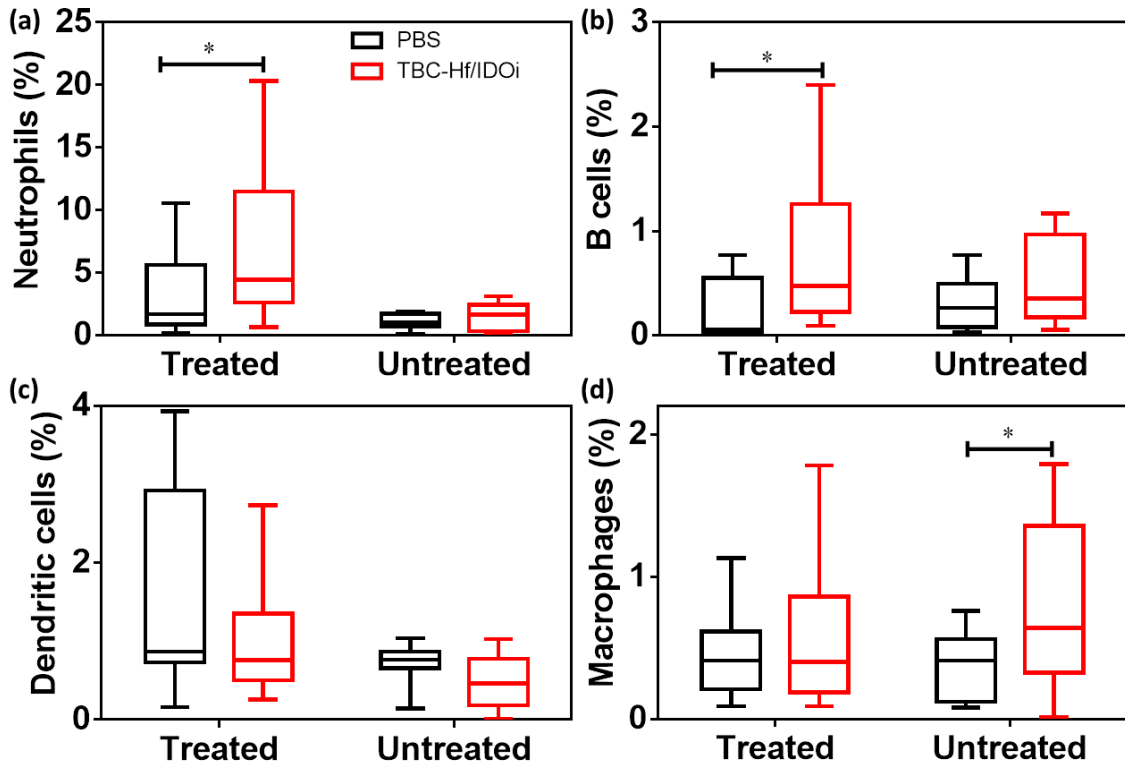 (a)
Neutrophils (%)
25
20
15
10
5
0
*
PBS
TBC-Hf/IDOi
Treated
Untreated
(b)
B cells (%)
3
2
1
0
*
Treated
Untreated
(c)
Dendritic cells (%)
4
2
0
Treated
Untreated
(d)
Macrophages (%)
2
1
0
*
Treated
Untreated